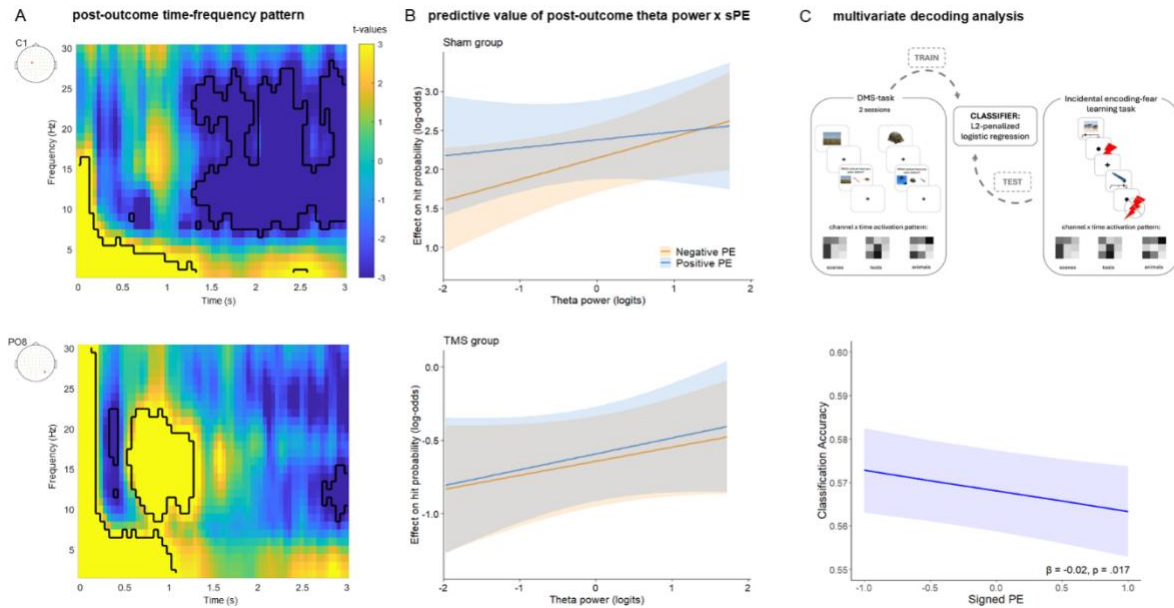 A post-outcome time-frequency pattern
C1
t-values
Frequency (Hz)
30
25
20
15
10
5
0.5 1 1.5 2 2.5 3
Time (s)
3
2
1
0
-1
-2
-3
PO8
Frequency (Hz)
30
25
20
15
10
5
0 0.5 1 1.5 2 2.5 3
Time (s)
B predictive value of post-outcome theta power x sPE
Sham group
Effect on hit probability (log-odds)
3.0
2.5
2.0
1.5
1.0
Negative PE
Positive PE
-2 -1 0 1 2
Theta power (logits)
TMS group
Effect on hit probability (log-odds)
0.0
-0.5
-1.0
-2 -1 0 1 2
Theta power (logits)
C multivariate decoding analysis
TRAIN
DMS-task
2 sessions
CLASSIFIER:
L2-penalized
logistic regression
TEST
Incidental encoding-fear
learning task
channel x time activation pattern:
scenes tools animals
channel x time activation pattern:
scenes tools animals
Classification Accuracy
0.60
0.59
0.58
0.57
0.56
0.55
β = -0.02, p = .017
-1.0 -0.5 0.0 0.5 1.0
Signed PE